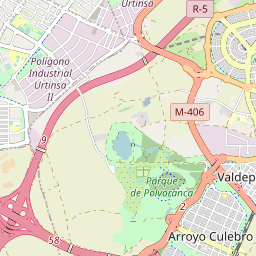 Urtinsa
R-5
Polígono
Industrial
Urtinsa
II
M-406
9
Parque
de Polvoranca
Valdep
2
58
Arroyo Culebro